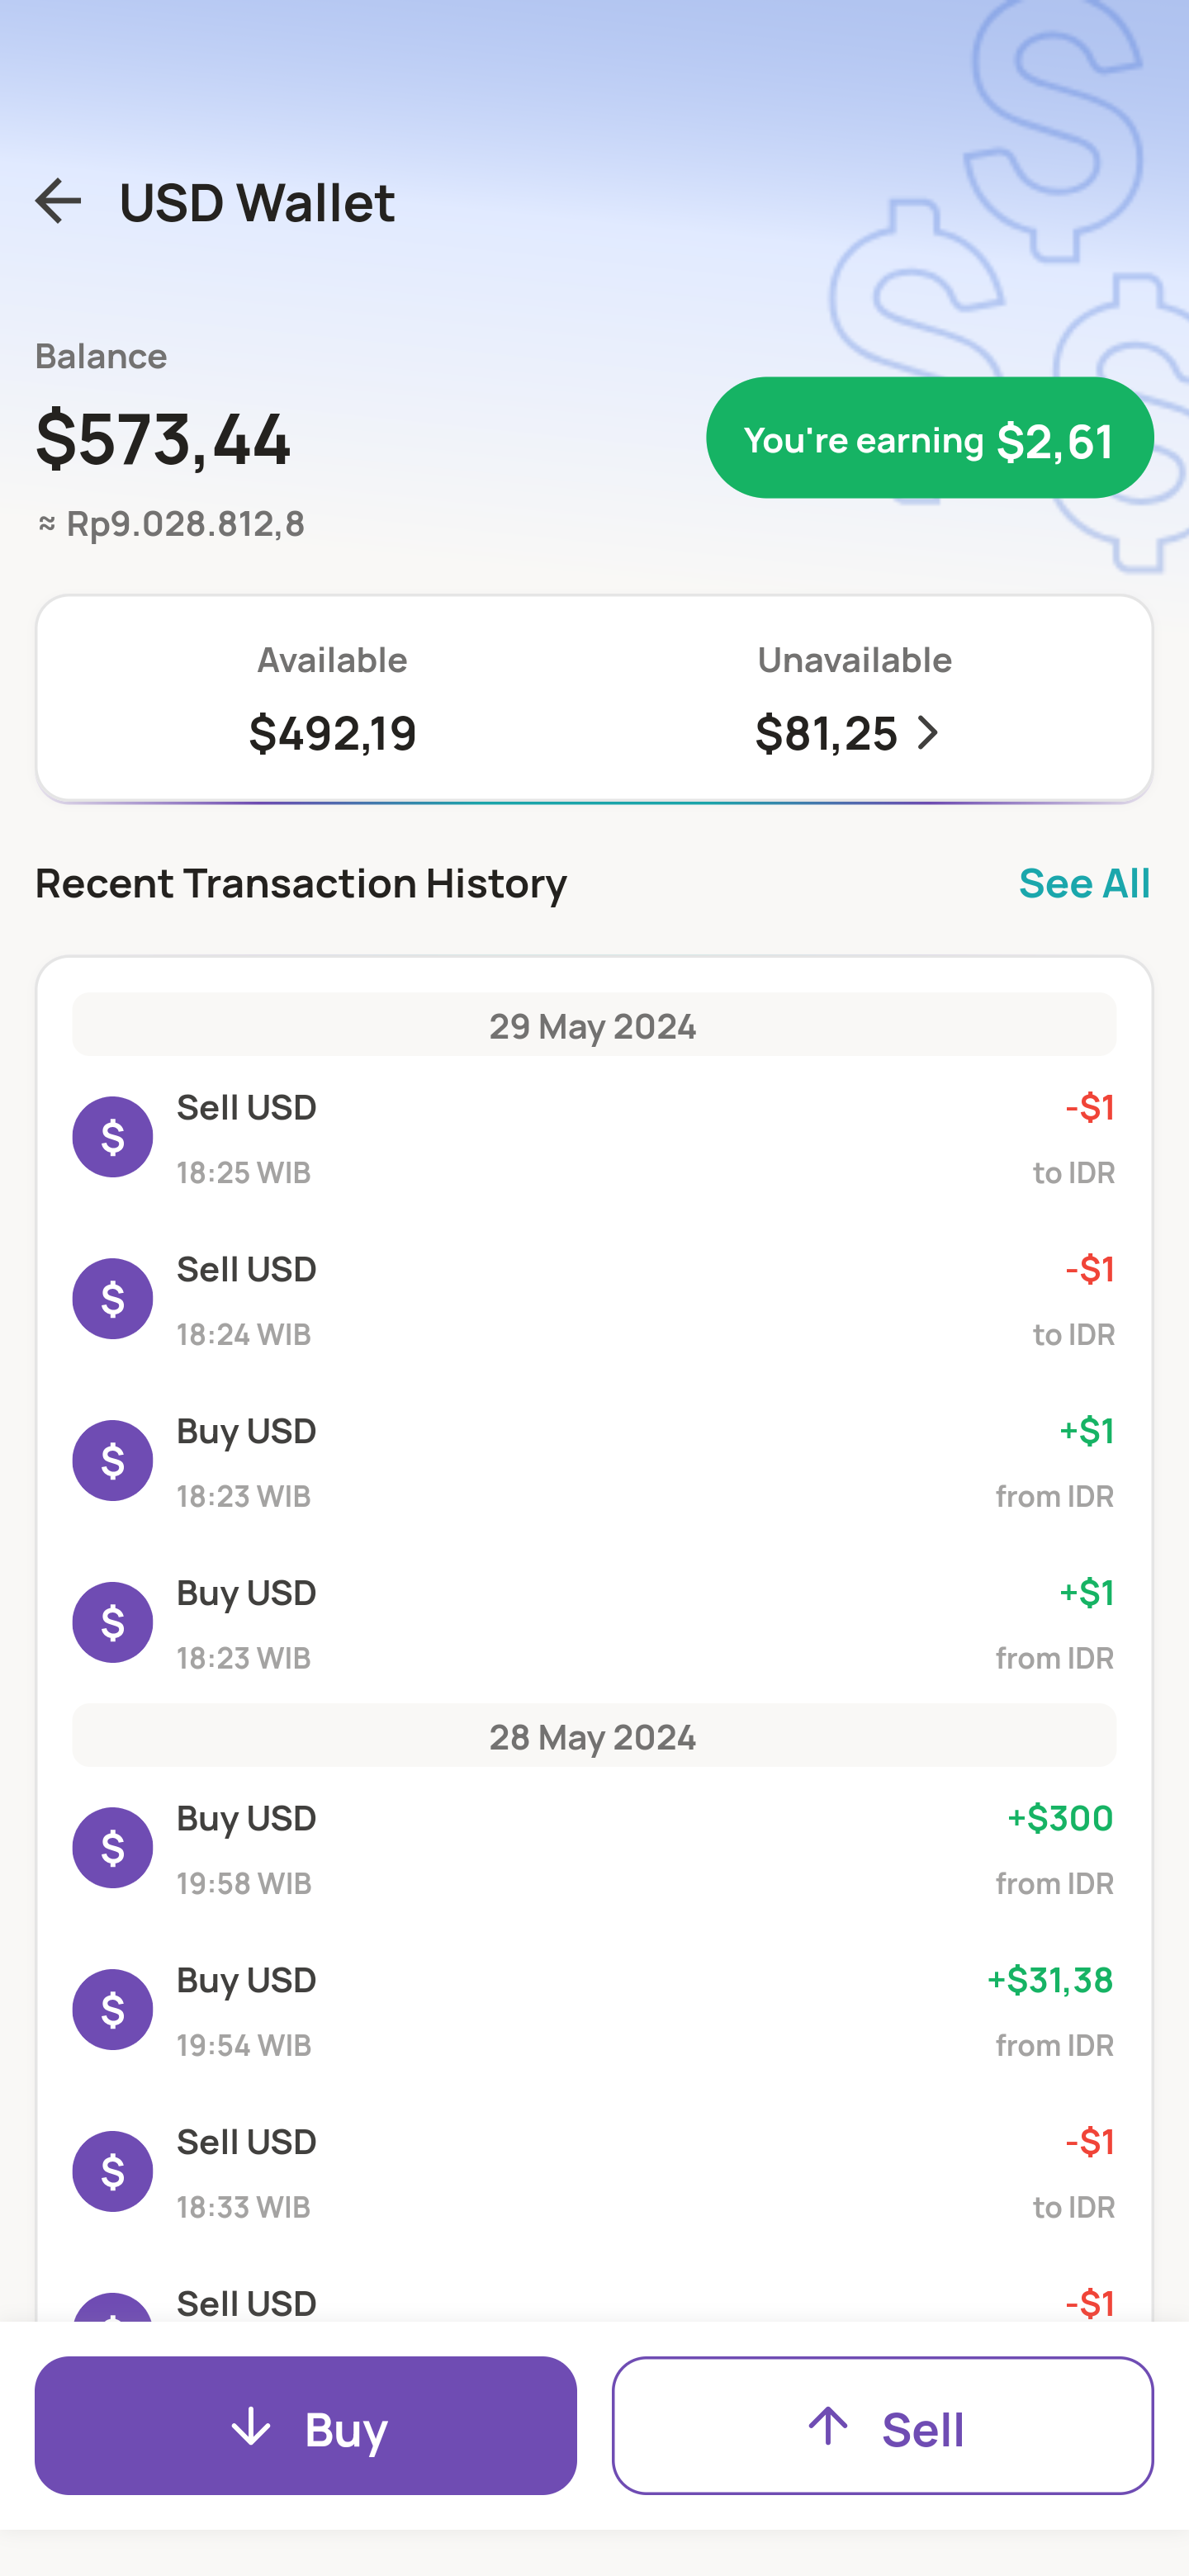 USD Wallet
Balance
$573,44
You're earning $2,61
≈ Rp9.028.812,8
Available
Unavailable
$492,19
$81,25
Recent Transaction History
See All
29 May 2024
Sell USD
-$1
18:25 WIB
to IDR
Sell USD
-$1
18:24 WIB
to IDR
Buy USD
+$1
18:23 WIB
from IDR
Buy USD
+$1
18:23 WIB
from IDR
28 May 2024
Buy USD
+$300
19:58 WIB
from IDR
Buy USD
+$31,38
19:54 WIB
from IDR
Sell USD
-$1
18:33 WIB
to IDR
Sell USD
-$1
Buy
Sell